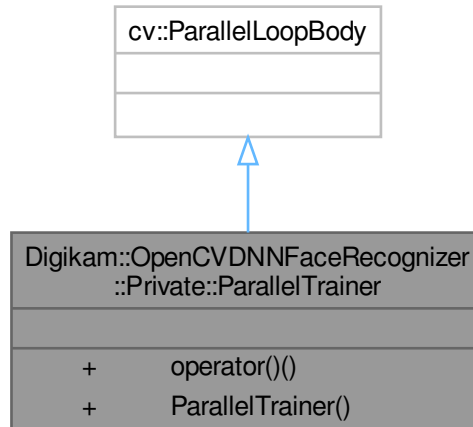 cv::ParallelLoopBody
Digikam::OpenCVDNNFaceRecognizer
::Private::ParallelTrainer
+ operator()()
+ ParallelTrainer()